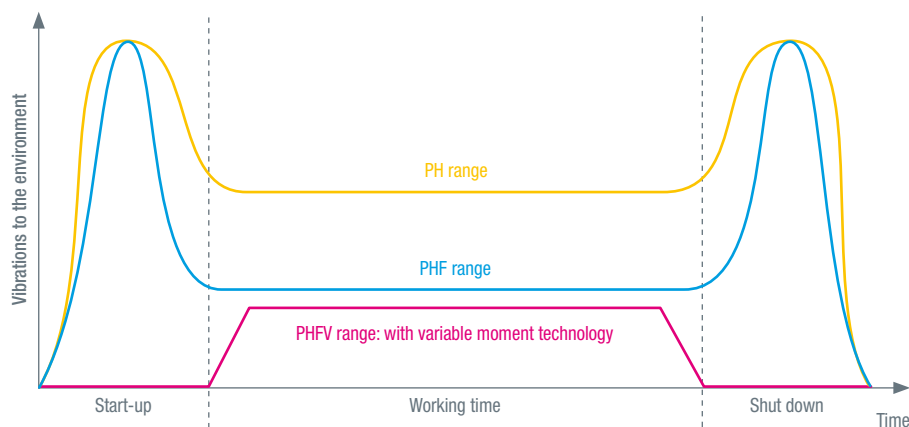 Vibrations to the environment
PH range
PHF range
PHFV range: with variable moment technology
Start-up
Working time
Shut down
Time